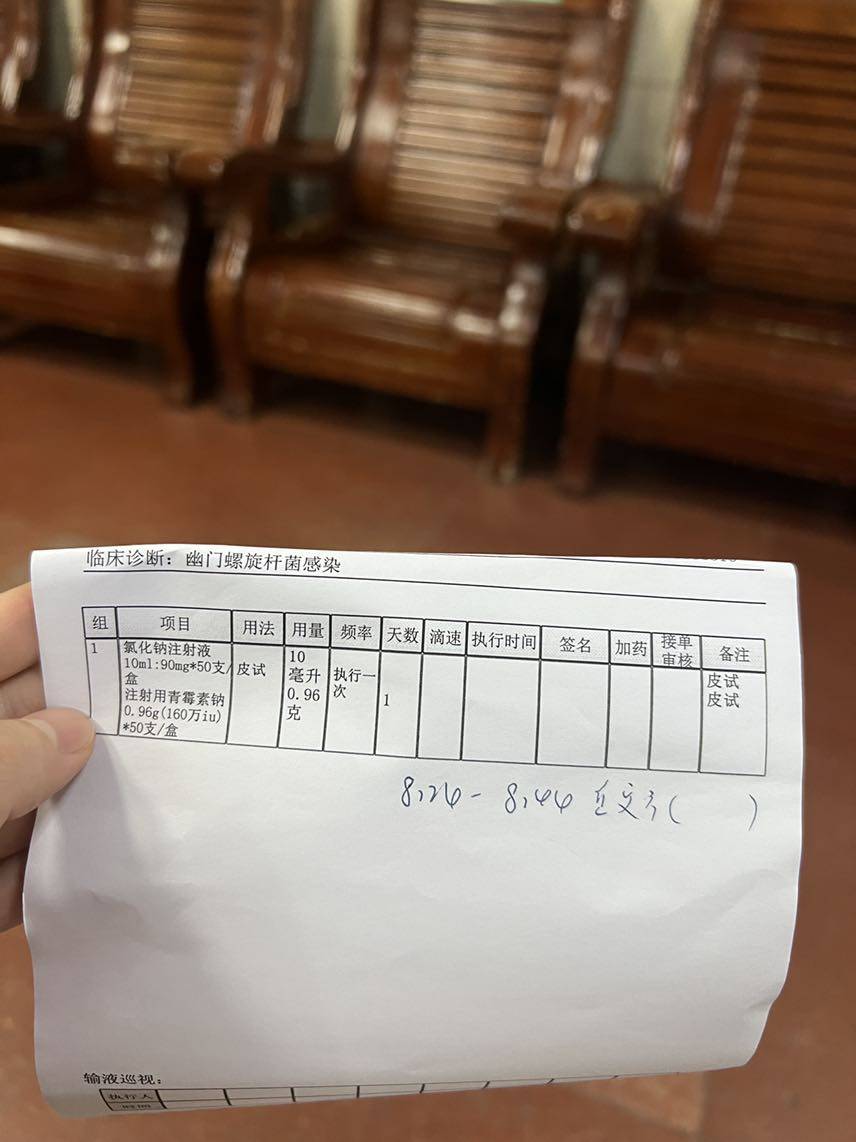 临床诊断：幽门螺旋杆菌感染
组 项目 用法 用量 频率 天数 滴速 执行时间 签名 加药 接单审核 备注
1 氯化钠注射液 10ml:90mg*50支/盒 皮试 10毫升 执行一次 1 皮试
注射用青霉素钠 0.96g(160万iu)*50支/盒 0.96克 皮试
8:24 - 8:44 ( )
输液巡视：
执行人